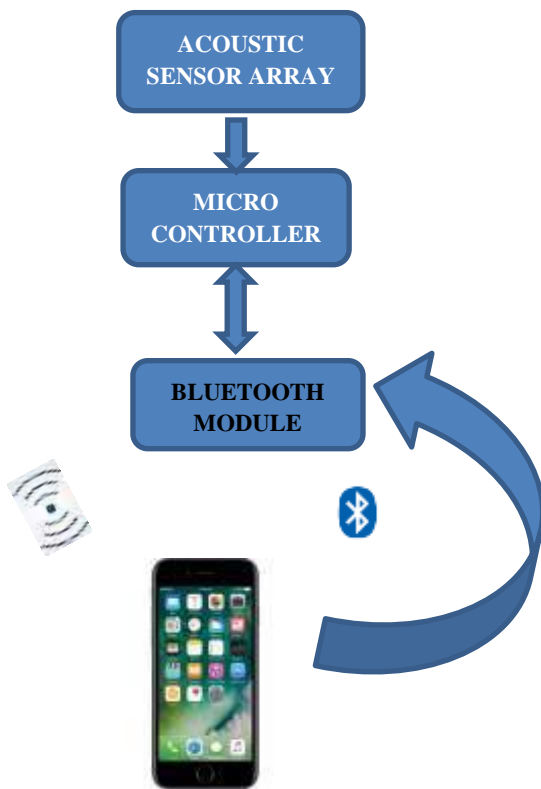 ACOUSTIC
SENSOR ARRAY
MICRO
CONTROLLER
BLUETOOTH
MODULE